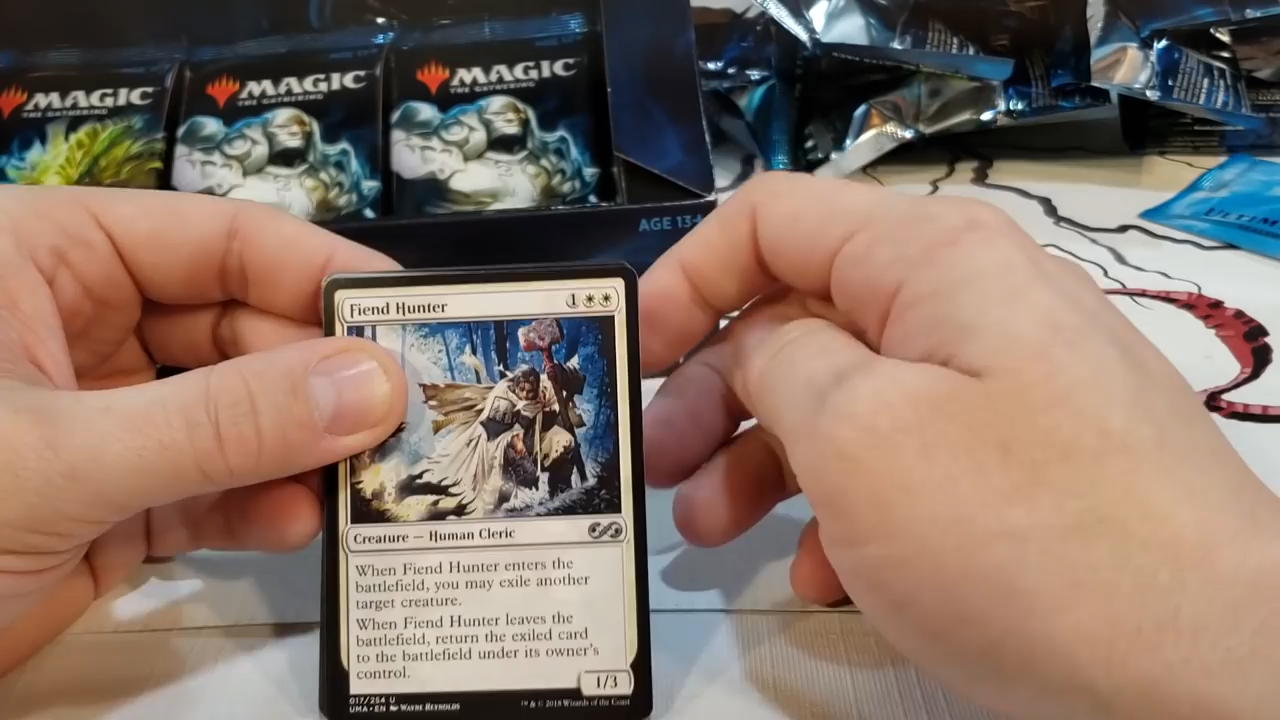 MAGIC
THE GATHERING
MAGIC
THE GATHERING
MAGIC
THE GATHERING
AGE 13+
ULTIM
Fiend Hunter
1
Creature — Human Cleric
When Fiend Hunter enters the
battlefield, you may exile another
target creature.
When Fiend Hunter leaves the
battlefield, return the exiled card
to the battlefield under its owner's
control.
1/3
017/254 U
UMA • EN Wayne Reynolds
™ & © 2018 Wizards of the Coast